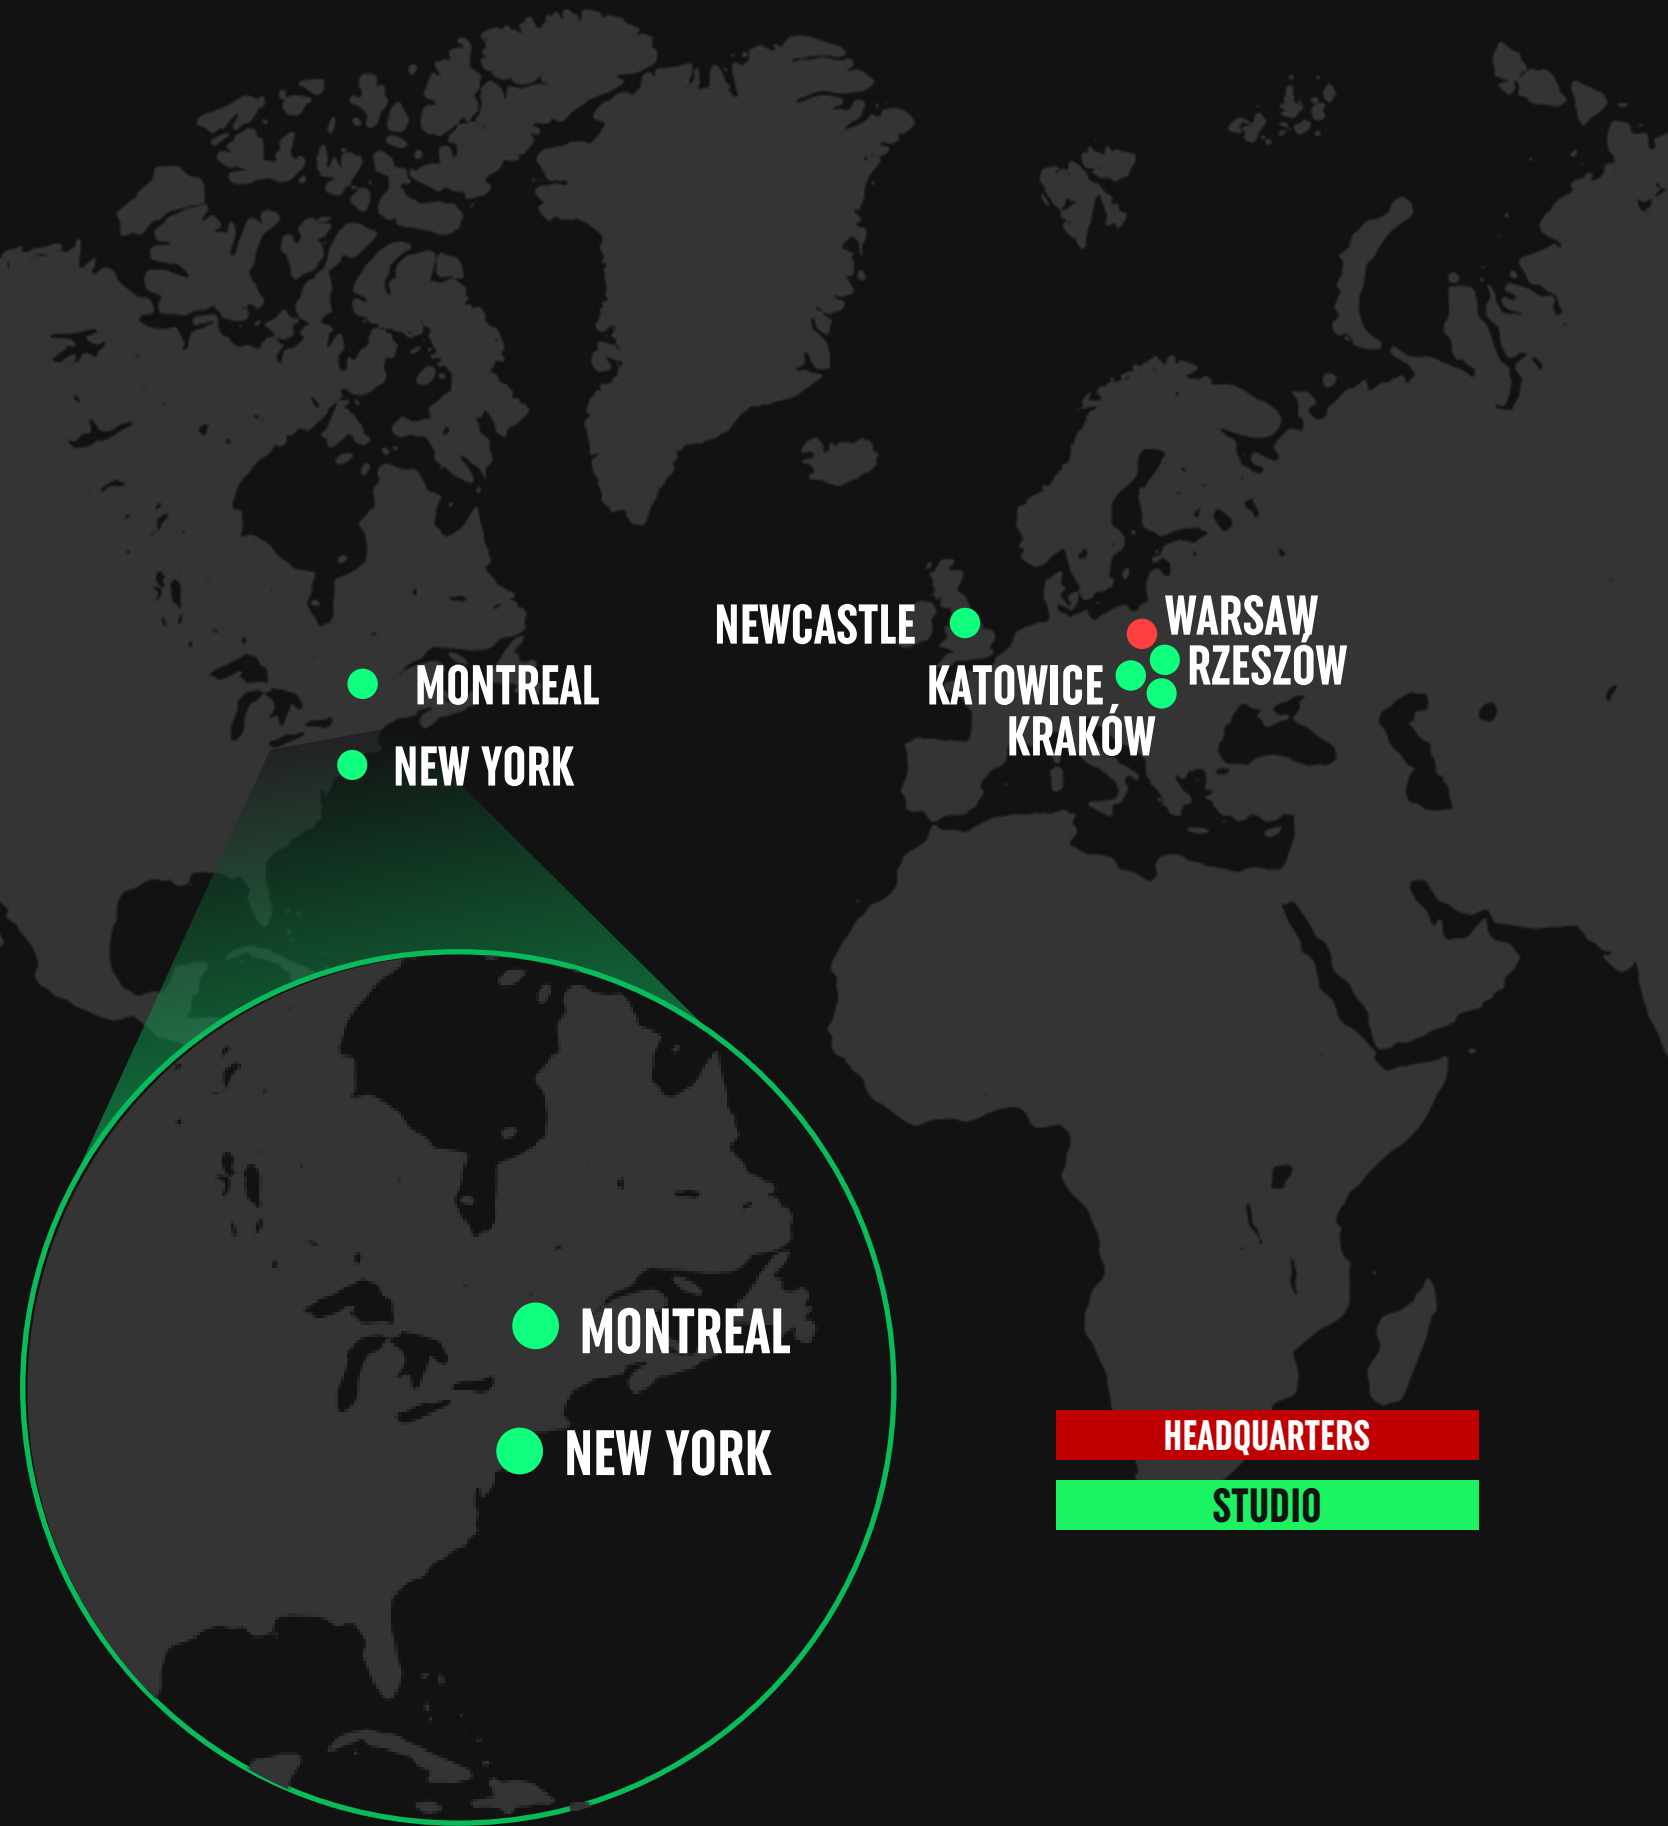 NEWCASTLE
WARSAW
RZESZÓW
KATOWICE
KRAKÓW
MONTREAL
NEW YORK
MONTREAL
NEW YORK
HEADQUARTERS
STUDIO